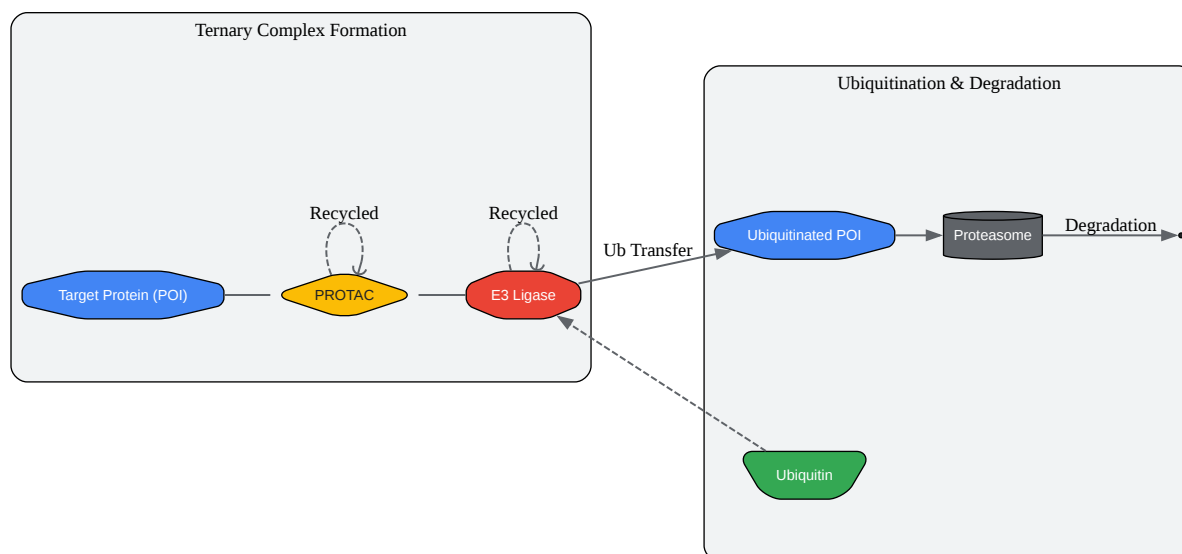 Ternary Complex Formation
Ubiquitination & Degradation
Recycled
Recycled
Ub Transfer
Ubiquitinated POI
Proteasome
Degradation
Target Protein (POI)
PROTAC
E3 Ligase
Ubiquitin